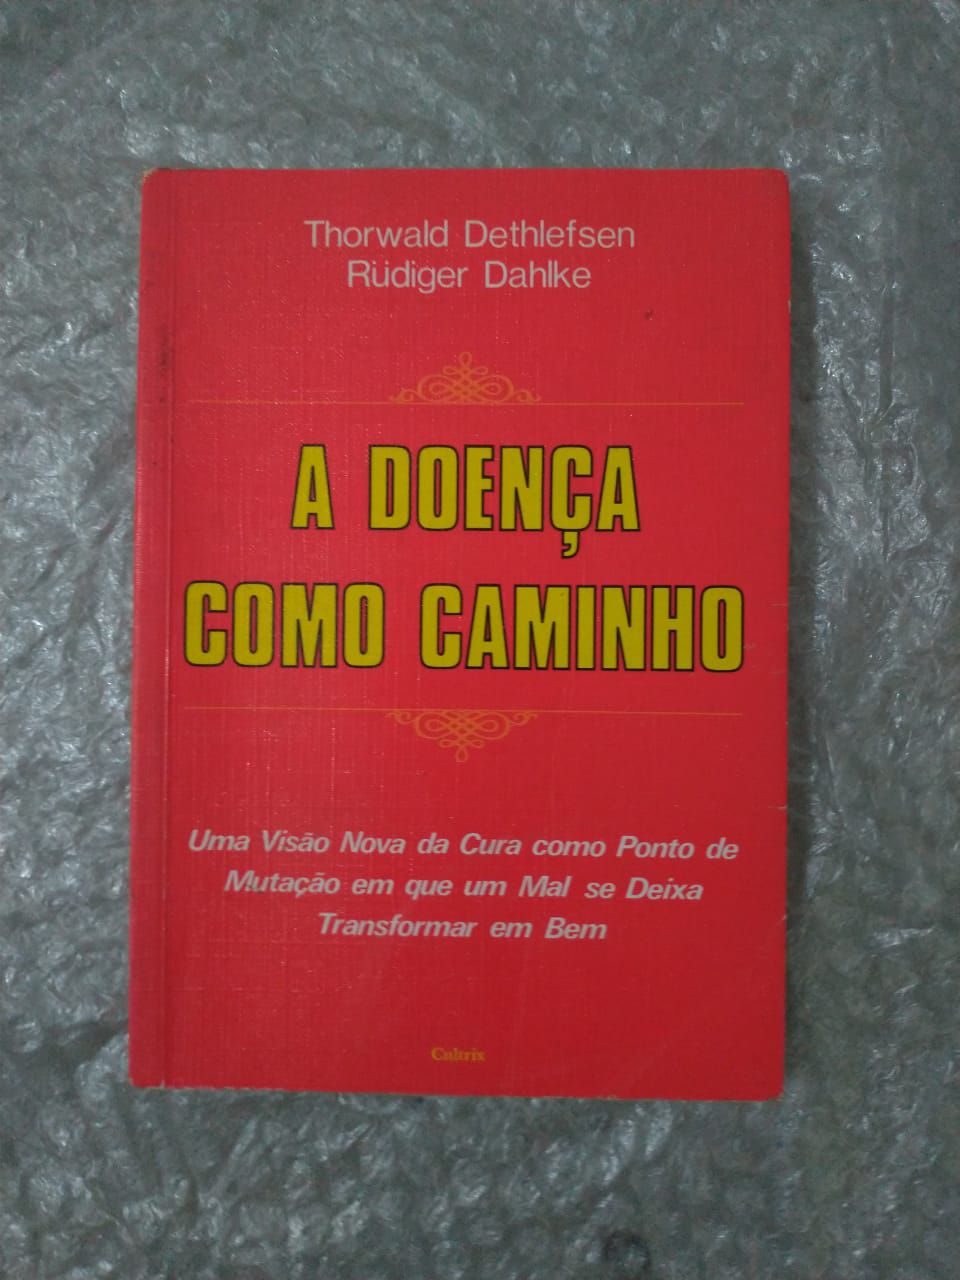 Thorwald Dethlefsen
Rüdiger Dahlke
A DOENÇA
COMO CAMINHO
Uma Visão Nova da Cura como Ponto de
Mutação em que um Mal se Deixa
Transformar em Bem
Cultrix